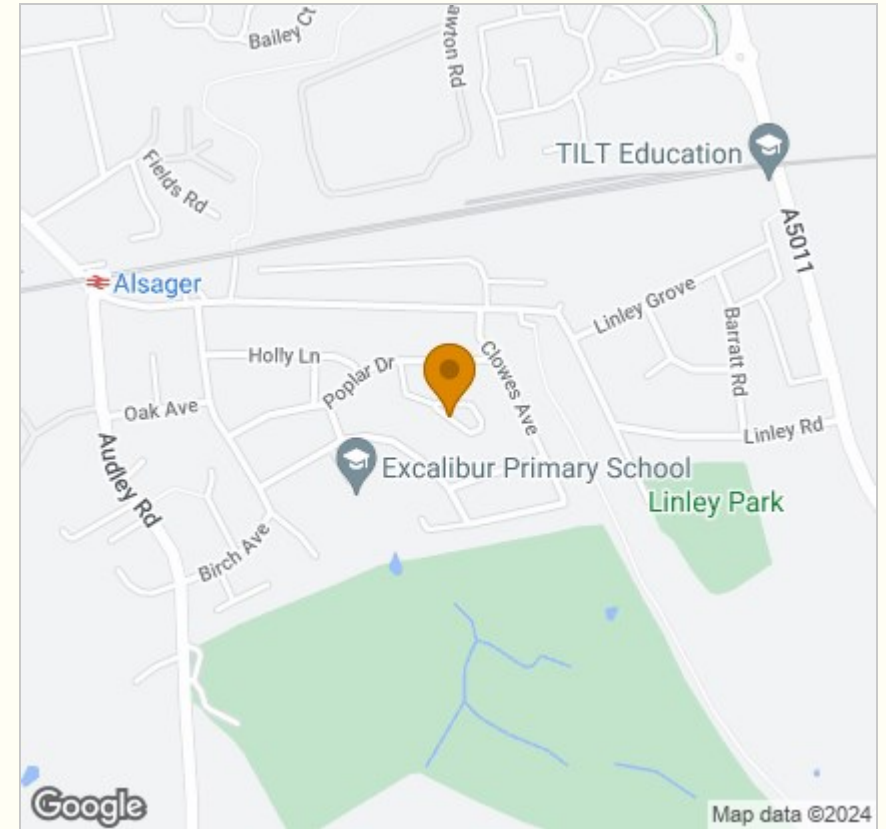 Bailey Ct
awton Rd
TILT Education
Fields Rd
A5011
Alsager
Linley Grove
Barratt Rd
Holly Ln
Poplar Dr
Clowes Ave
Oak Ave
Linley Rd
Audley Rd
Excalibur Primary School
Linley Park
Birch Ave
Google
Map data ©2024